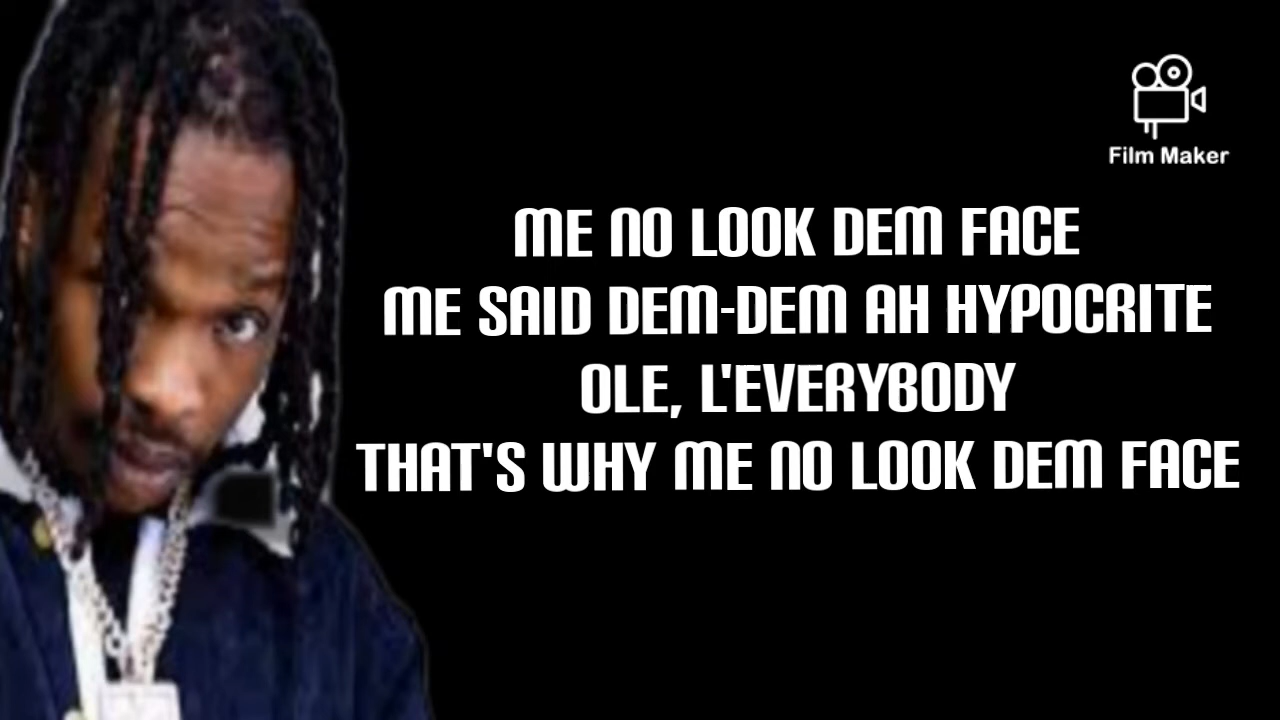 Film Maker
ME NO LOOK DEM FACE
ME SAID DEM-DEM AH HYPOCRITE
OLE, L'EVERYBODY
THAT'S WHY ME NO LOOK DEM FACE